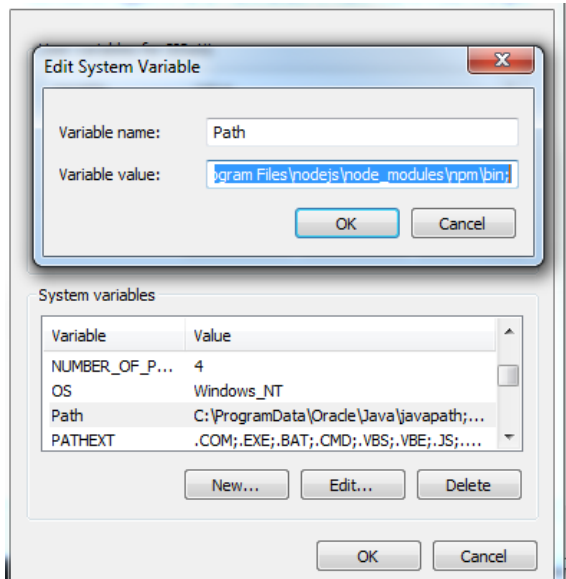 Edit System Variable
Variable name: Path
Variable value: ogram Files\nodejs\node_modules\npm\bin;
OK Cancel
System variables
Variable Value
NUMBER_OF_P... 4
OS Windows_NT
Path C:\ProgramData\Oracle\Java\javapath;...
PATHEXT .COM;.EXE;.BAT;.CMD;.VBS;.VBE;.JS;....
New... Edit... Delete
OK Cancel